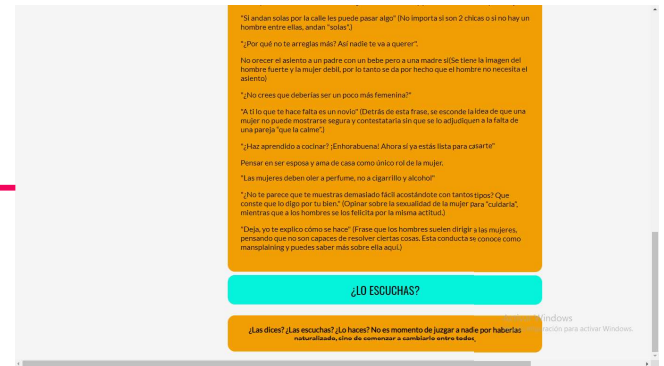 "Si andan solas por la calle les puede pasar algo" (No importa si son 2 chicas o si no hay un
hombre entre ellas, andan "solas".)
"¿Por qué no te arreglas más? Así nadie te va a querer".
No orecer el asiento a un padre con un bebe pero a una madre si(Se tiene la imagen del
hombre fuerte y la mujer debil, por lo tanto se da por hecho que el hombre no necesita el
asiento)
"¿No crees que deberías ser un poco más femenina?"
"A ti lo que te hace falta es un novio" (Detrás de esta frase, se esconde la idea de que una
mujer no puede mostrarse segura y contestataria sin que se lo adjudiquen a la falta de
una pareja "que la calme".)
"¿Haz aprendido a cocinar? ¡Enhorabuena! Ahora sí ya estás lista para casarte"
Pensar en ser esposa y ama de casa como único rol de la mujer.
"Las mujeres deben oler a perfume, no a cigarrillo y alcohol"
"¿No te parece que te muestras demasiado fácil acostándote con tantos tipos? Que
conste que lo digo por tu bien." (Opinar sobre la sexualidad de la mujer para "cuidarla",
mientras que a los hombres se los felicita por la misma actitud.)
"Deja, yo te explico cómo se hace" (Frase que los hombres suelen dirigir a las mujeres,
pensando que no son capaces de resolver ciertas cosas. Esta conducta se conoce como
mansplaining y puedes saber más sobre ella aquí.)
¿LO ESCUCHAS?
Windows
ración para activar Windows.
¿Las dices? ¿Las escuchas? ¿Lo haces? No es momento de juzgar a nadie por haberlas
naturalizado, sino de comenzar a cambiarlo entre todos.